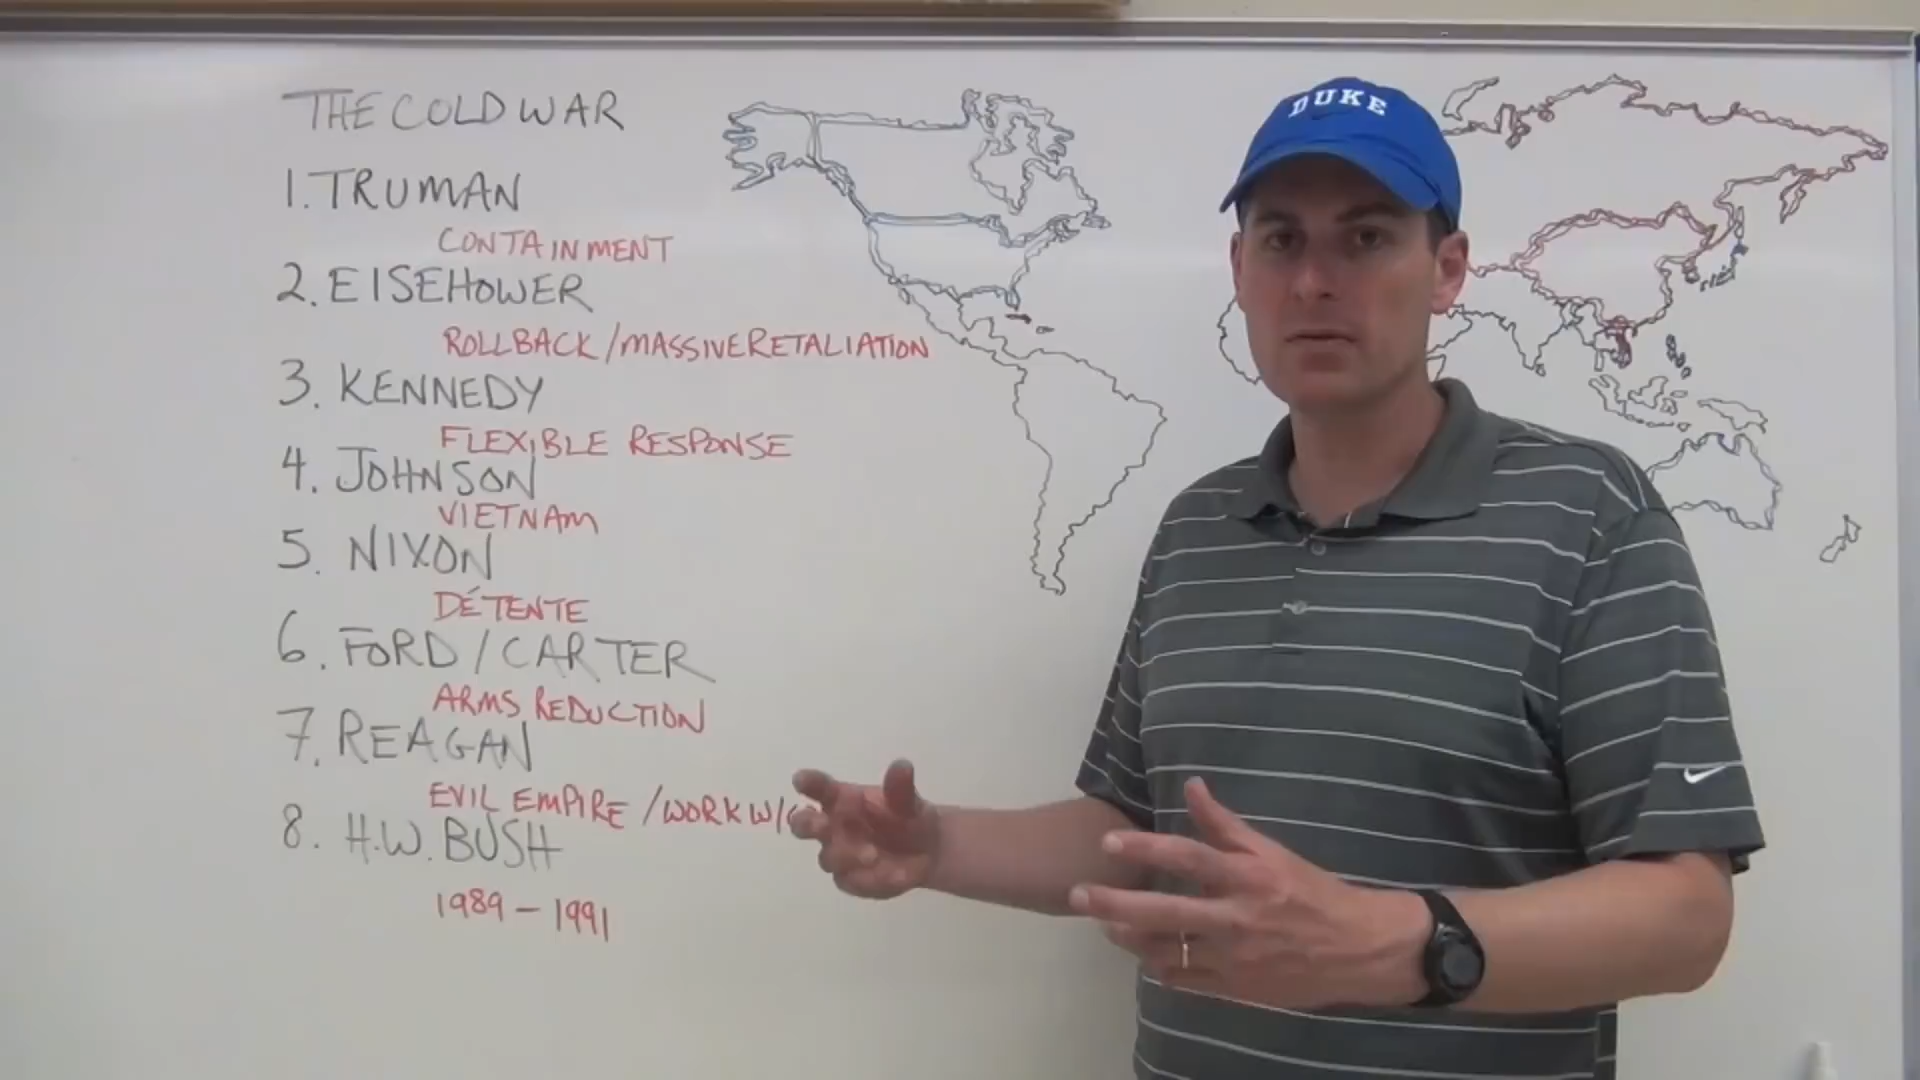 THE COLD WAR
1. TRUMAN
CONTAINMENT
2. EISEHOWER
ROLLBACK / MASSIVE RETALIATION
3. KENNEDY
FLEXIBLE RESPONSE
4. JOHNSON
VIETNAM
5. NIXON
DÉTENTE
6. FORD / CARTER
ARMS REDUCTION
7. REAGAN
EVIL EMPIRE / WORK W/
8. H.W. BUSH
1989 – 1991
DUKE